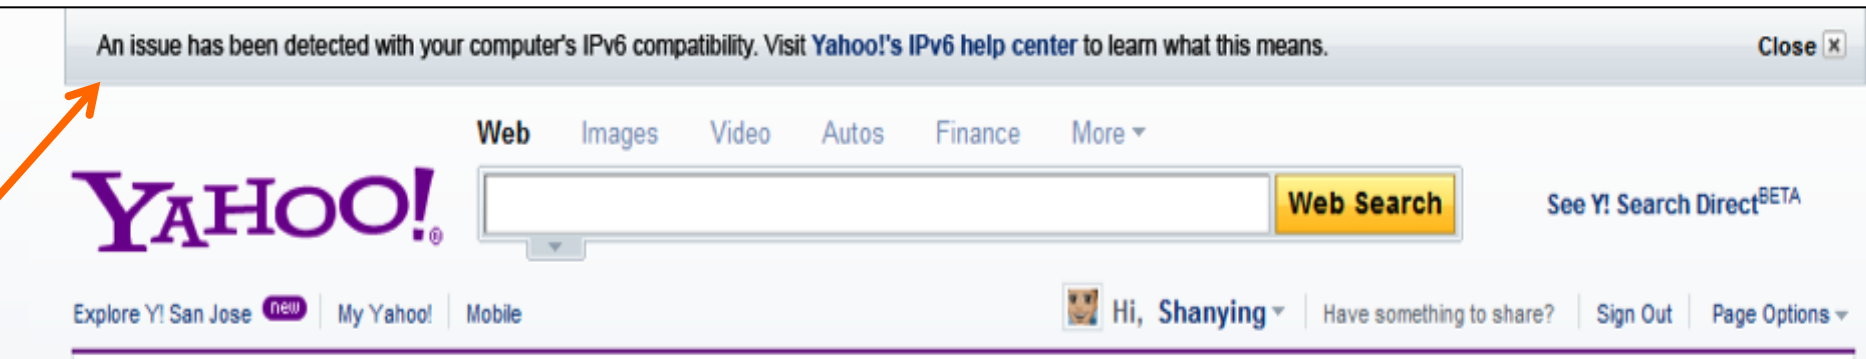 An issue has been detected with your computer's IPv6 compatibility. Visit Yahoo!'s IPv6 help center to learn what this means. Close x
Web Images Video Autos Finance More
YAHOO!® Web Search See Y! Search Direct BETA
Explore Y! San Jose new My Yahoo! Mobile Hi, Shanying Have something to share? Sign Out Page Options